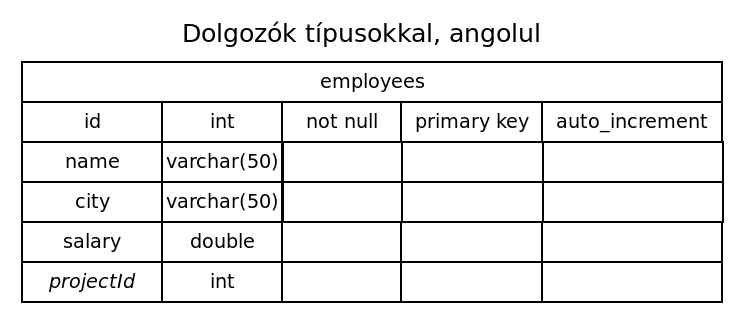 Dolgozók típusokkal, angolul
employees
id int not null primary key auto_increment
name varchar(50)
city varchar(50)
salary double
projectId int